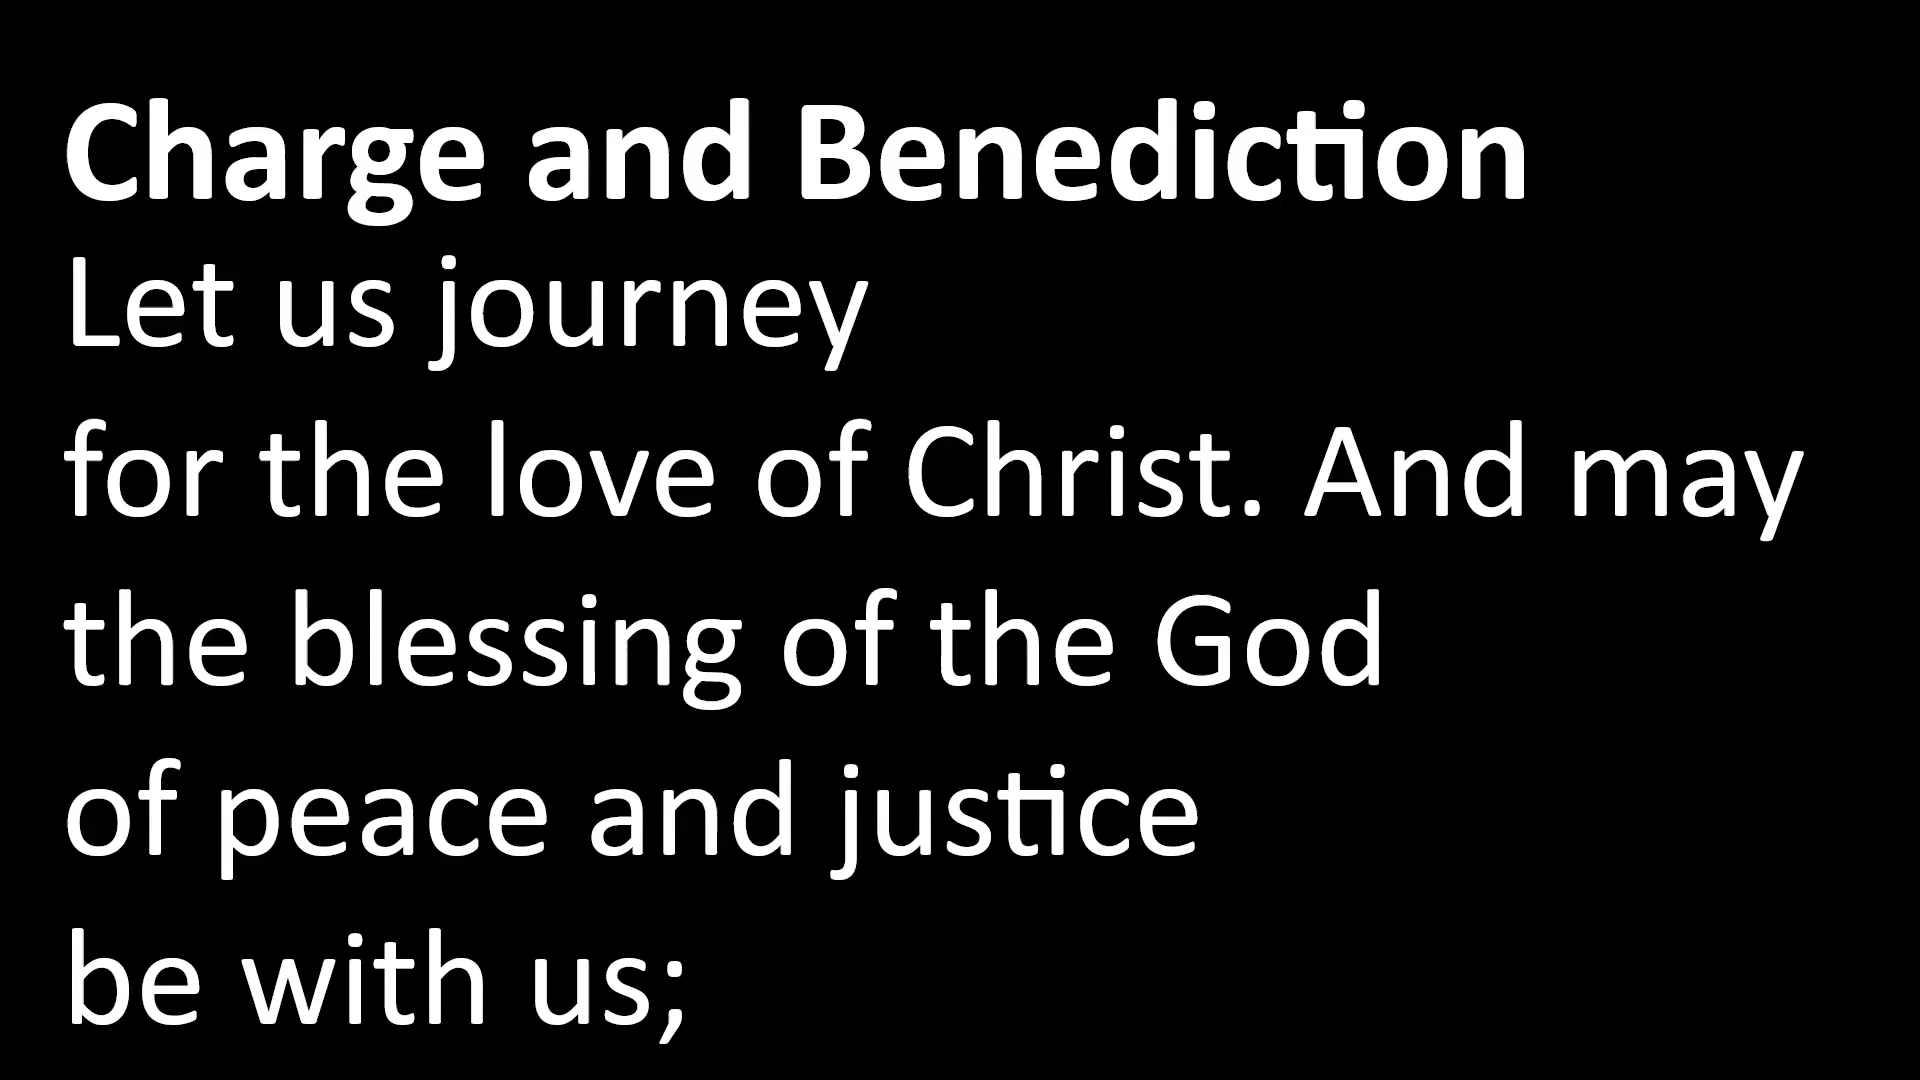 Charge and Benediction
Let us journey
for the love of Christ. And may
the blessing of the God
of peace and justice
be with us;